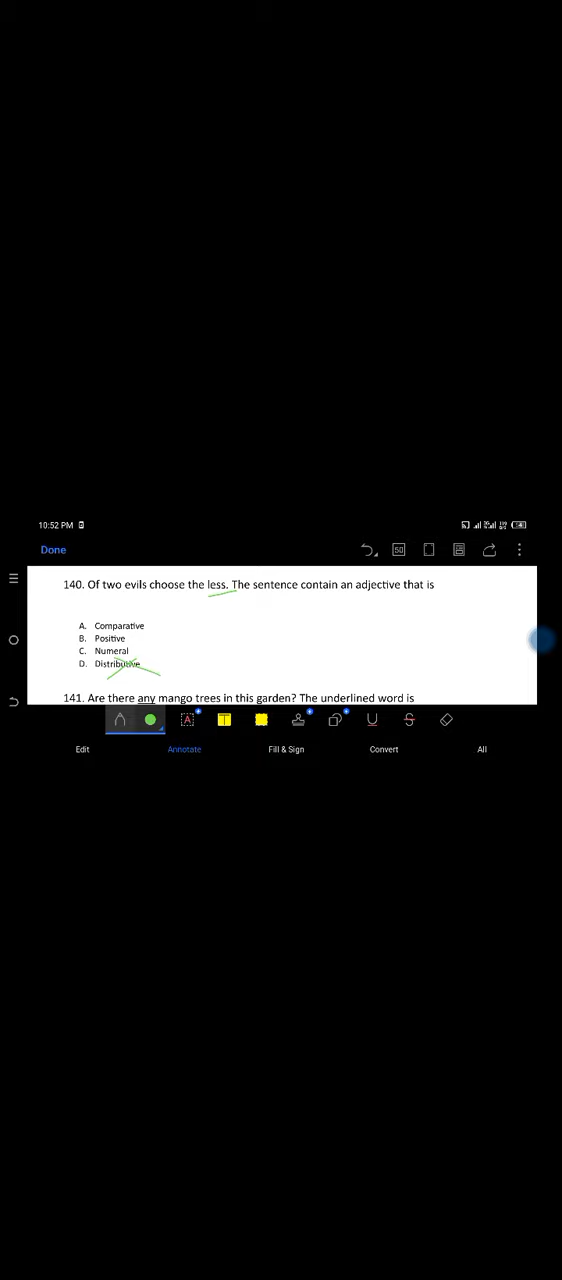 10:52 PM
Done
50
140. Of two evils choose the less. The sentence contain an adjective that is
A. Comparative
B. Positive
C. Numeral
D. Distributive
141. Are there any mango trees in this garden? The underlined word is
Edit
Annotate
Fill & Sign
Convert
All